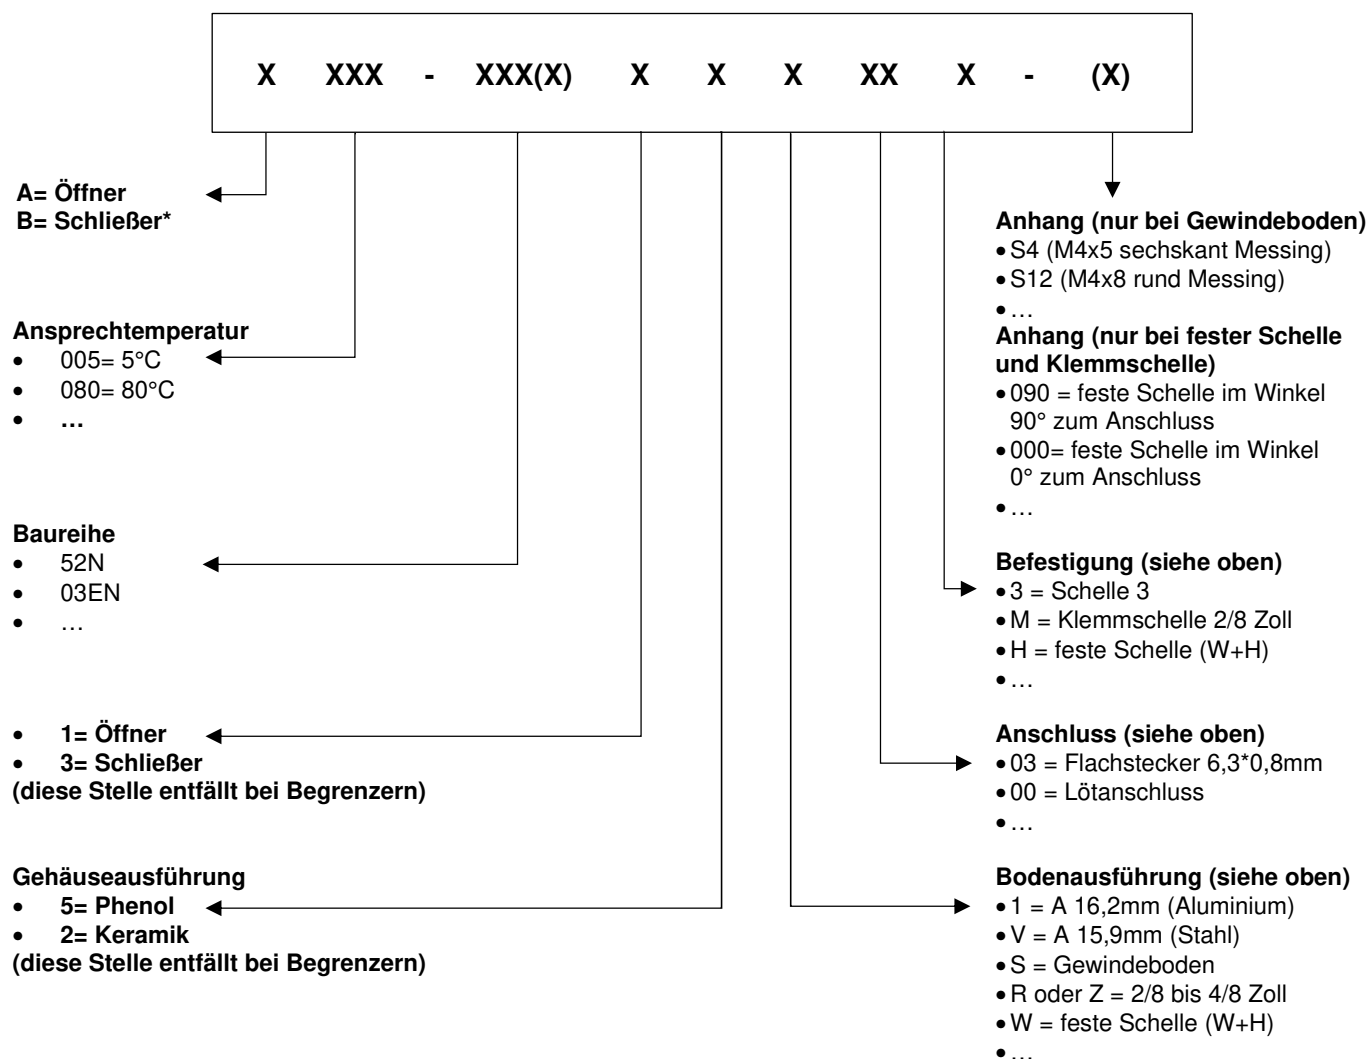 X XXX - XXX(X) X X X XX X - (X)
A= Öffner
B= Schließer*
Ansprechtemperatur
• 005= 5°C
• 080= 80°C
• ...
Baureihe
• 52N
• 03EN
• …
• 1= Öffner
• 3= Schließer
(diese Stelle entfällt bei Begrenzern)
Gehäuseausführung
• 5= Phenol
• 2= Keramik
(diese Stelle entfällt bei Begrenzern)
Anhang (nur bei Gewindeboden)
• S4 (M4x5 sechskant Messing)
• S12 (M4x8 rund Messing)
• …
Anhang (nur bei fester Schelle
und Klemmschelle)
• 090 = feste Schelle im Winkel
90° zum Anschluss
• 000= feste Schelle im Winkel
0° zum Anschluss
• …
Befestigung (siehe oben)
• 3 = Schelle 3
• M = Klemmschelle 2/8 Zoll
• H = feste Schelle (W+H)
• …
Anschluss (siehe oben)
• 03 = Flachstecker 6,3*0,8mm
• 00 = Lötanschluss
• …
Bodenausführung (siehe oben)
• 1 = A 16,2mm (Aluminium)
• V = A 15,9mm (Stahl)
• S = Gewindeboden
• R oder Z = 2/8 bis 4/8 Zoll
• W = feste Schelle (W+H)
• …